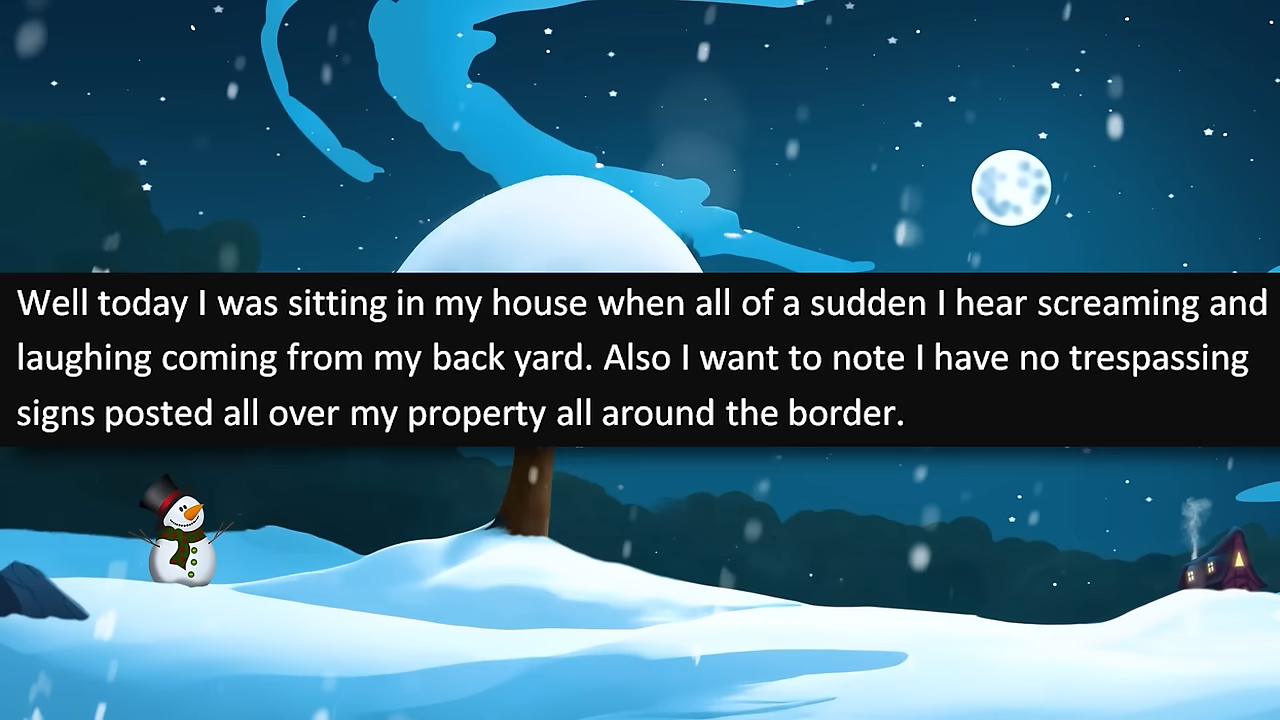 Well today I was sitting in my house when all of a sudden I hear screaming and
laughing coming from my back yard. Also I want to note I have no trespassing
signs posted all over my property all around the border.